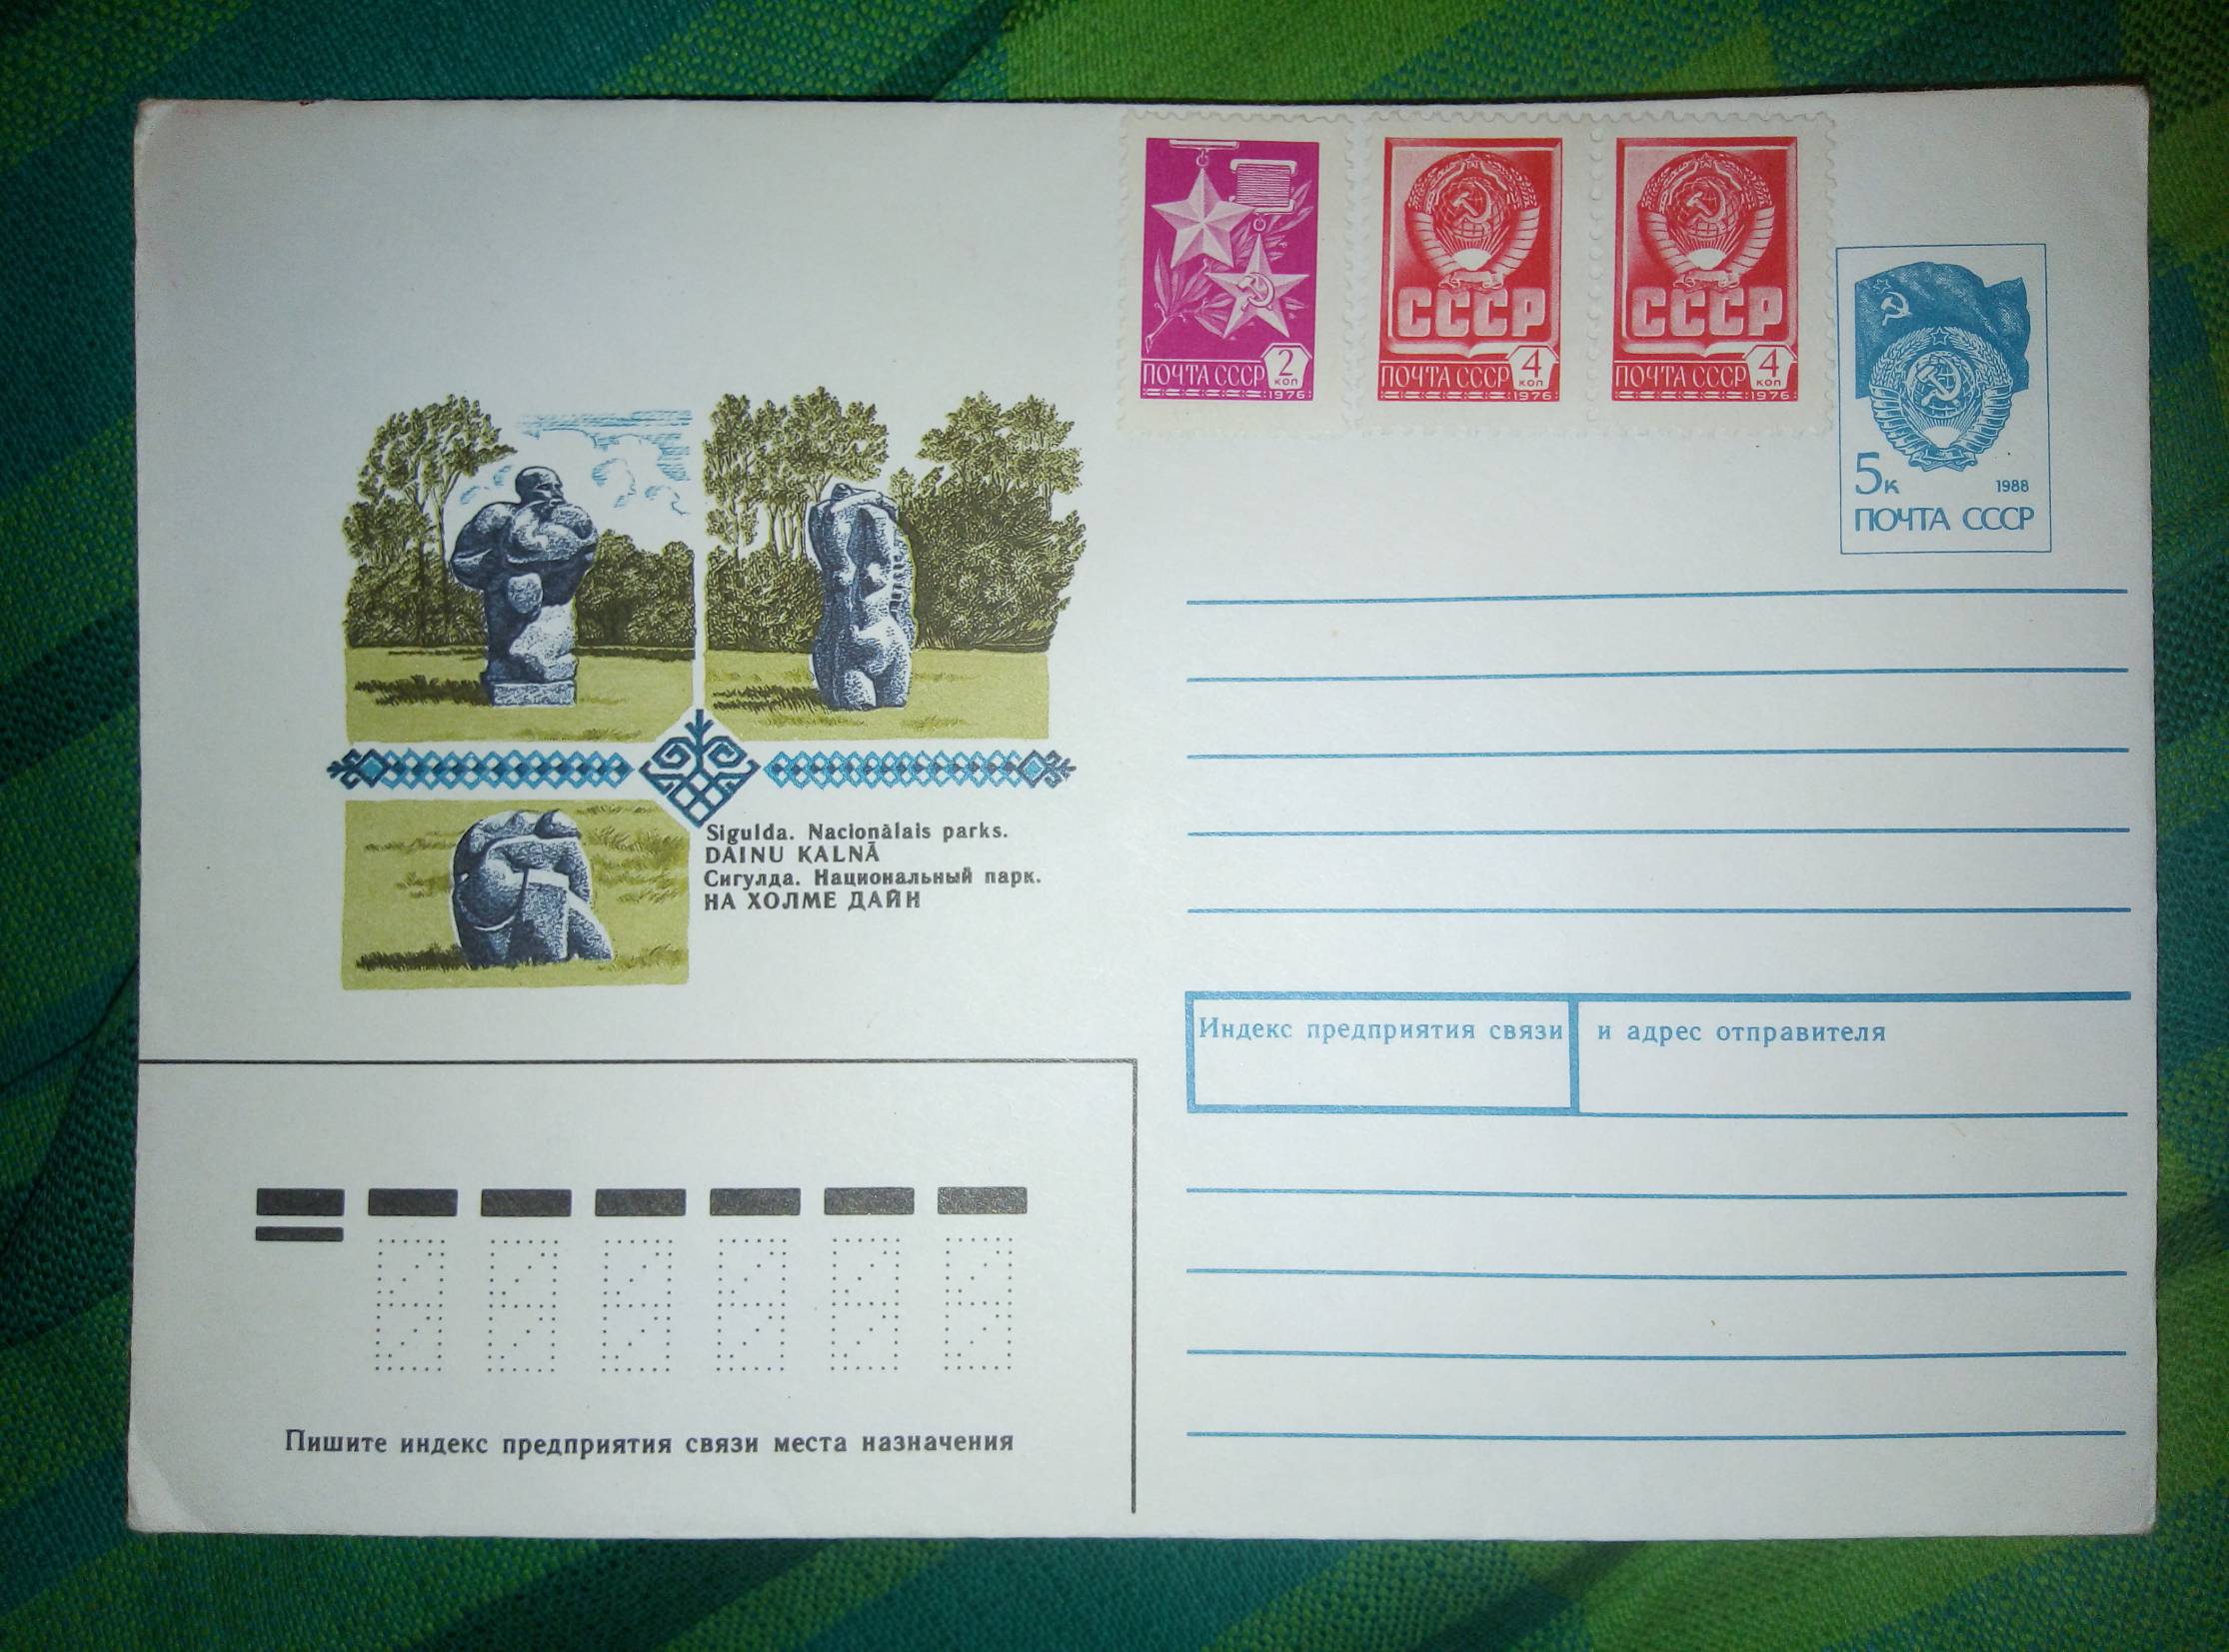 ПОЧТА СССР 2 коп
1976
СССР
ПОЧТА СССР 4 коп
1976
СССР
ПОЧТА СССР 4 коп
1976
5к 1988
ПОЧТА СССР
Sigulda. Nacionālais parks.
DAINU KALNĀ
Сигулда. Национальный парк.
НА ХОЛМЕ ДАЙН
Индекс предприятия связи и адрес отправителя
Пишите индекс предприятия связи места назначения